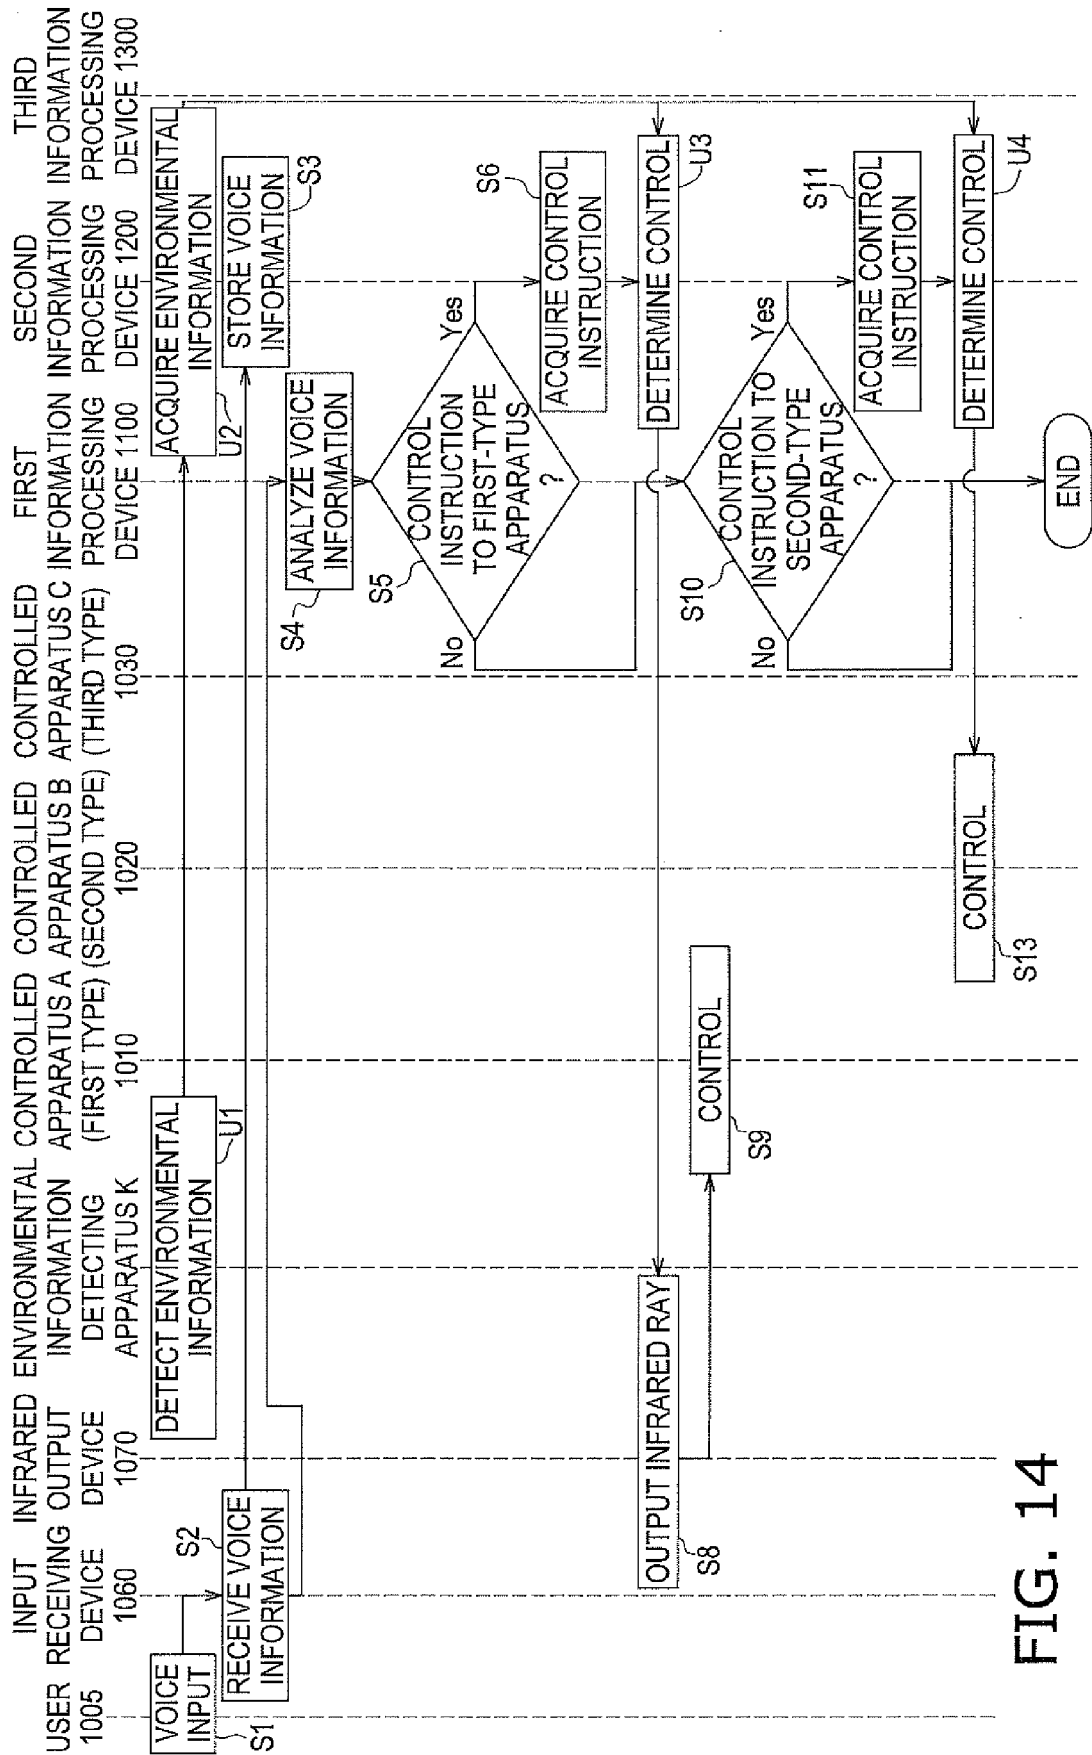 USER
1005
INPUT
RECEIVING
DEVICE
1060
INFRARED
OUTPUT
DEVICE
1070
ENVIRONMENTAL
INFORMATION
DETECTING
APPARATUS K
CONTROLLED
APPARATUS A
(FIRST TYPE)
1010
CONTROLLED
APPARATUS B
(SECOND TYPE)
1020
CONTROLLED
APPARATUS C
(THIRD TYPE)
1030
FIRST
INFORMATION
PROCESSING
DEVICE 1100
SECOND
INFORMATION
PROCESSING
DEVICE 1200
THIRD
INFORMATION
PROCESSING
DEVICE 1300
VOICE
INPUT
S1
DETECT ENVIRONMENTAL
INFORMATION
U1
ACQUIRE ENVIRONMENTAL
INFORMATION
U2
S2
RECEIVE VOICE
INFORMATION
STORE VOICE
INFORMATION
S3
ANALYZE VOICE
INFORMATION
S4
S5
CONTROL
INSTRUCTION
TO FIRST-TYPE
APPARATUS
?
No
Yes
S6
ACQUIRE CONTROL
INSTRUCTION
DETERMINE CONTROL
U3
OUTPUT INFRARED RAY
S8
CONTROL
S9
S10
CONTROL
INSTRUCTION TO
SECOND-TYPE
APPARATUS
?
No
Yes
S11
ACQUIRE CONTROL
INSTRUCTION
DETERMINE CONTROL
U4
CONTROL
S13
END
FIG. 14